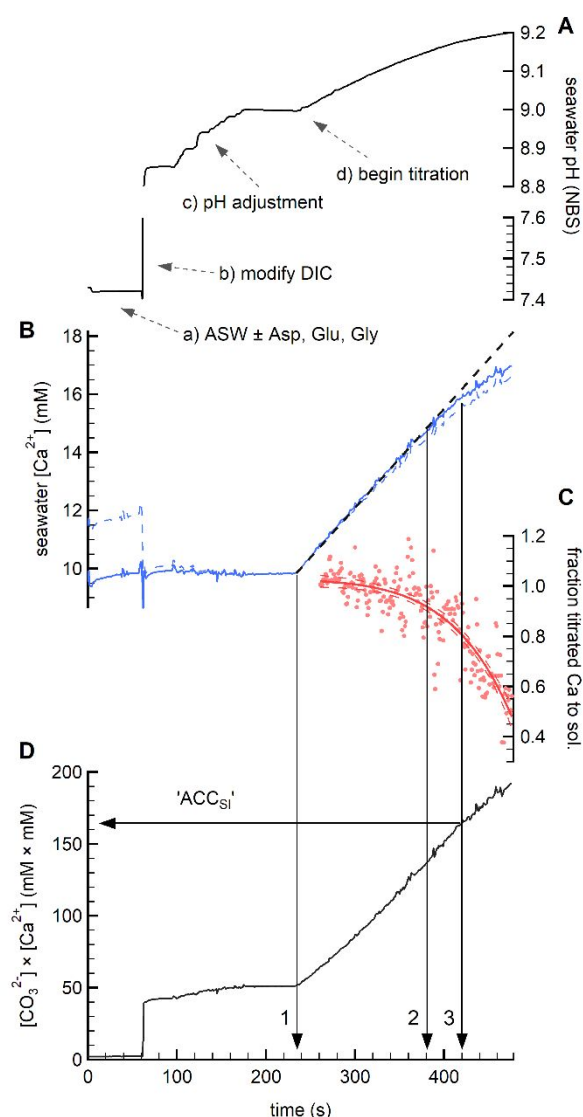 A
9.2
9.1
9.0
8.9
8.8
7.6
7.5
7.4
seawater pH (NBS)
d) begin titration
c) pH adjustment
b) modify DIC
a) ASW ± Asp, Glu, Gly
B
18
16
14
12
10
seawater [Ca²⁺] (mM)
C
1.2
1.0
0.8
0.6
0.4
fraction titrated Ca to sol.
D
200
150
100
50
0
[CO₃²⁻] × [Ca²⁺] (mM × mM)
'ACC_SI'
1
2
3
0
100
200
300
400
time (s)